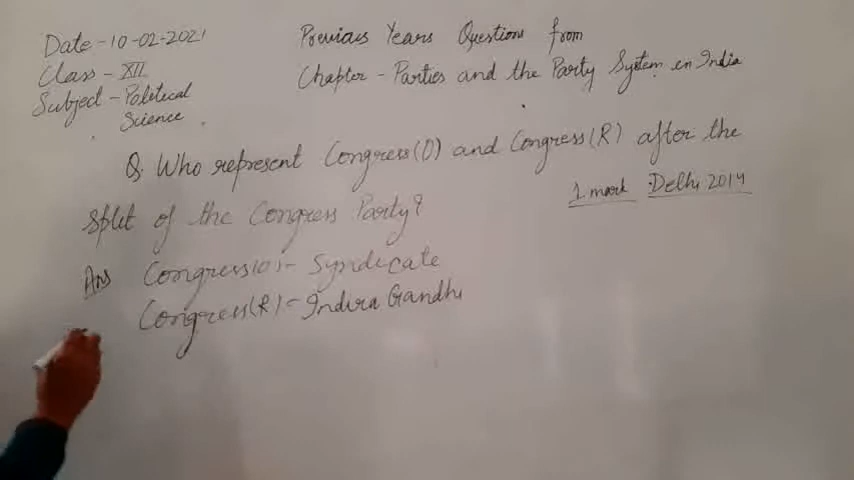 Date - 10-02-2021
Class - XII
Subject - Political
Science
Previous Years Questions from
Chapter - Parties and the Party System in India
Q. Who represent Congress(O) and Congress(R) after the
split of the Congress Party?
1 mark Delhi 2014
Ans Congress(O) - Syndicate
Congress(R) - Indira Gandhi